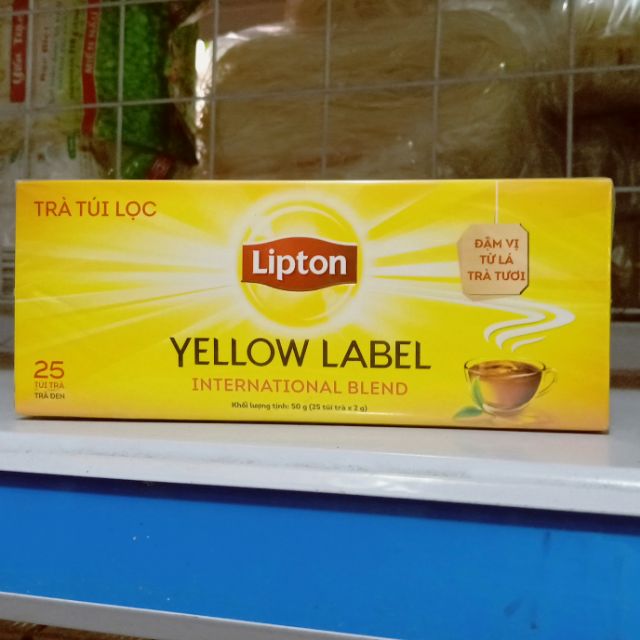 TRÀ TÚI LỌC
Lipton
ĐẬM VỊ
TỪ LÁ
TRÀ TƯƠI
YELLOW LABEL
INTERNATIONAL BLEND
25
TÚI TRÀ
TRÀ ĐEN
Khối lượng tịnh: 50 g (25 túi trà x 2 g)